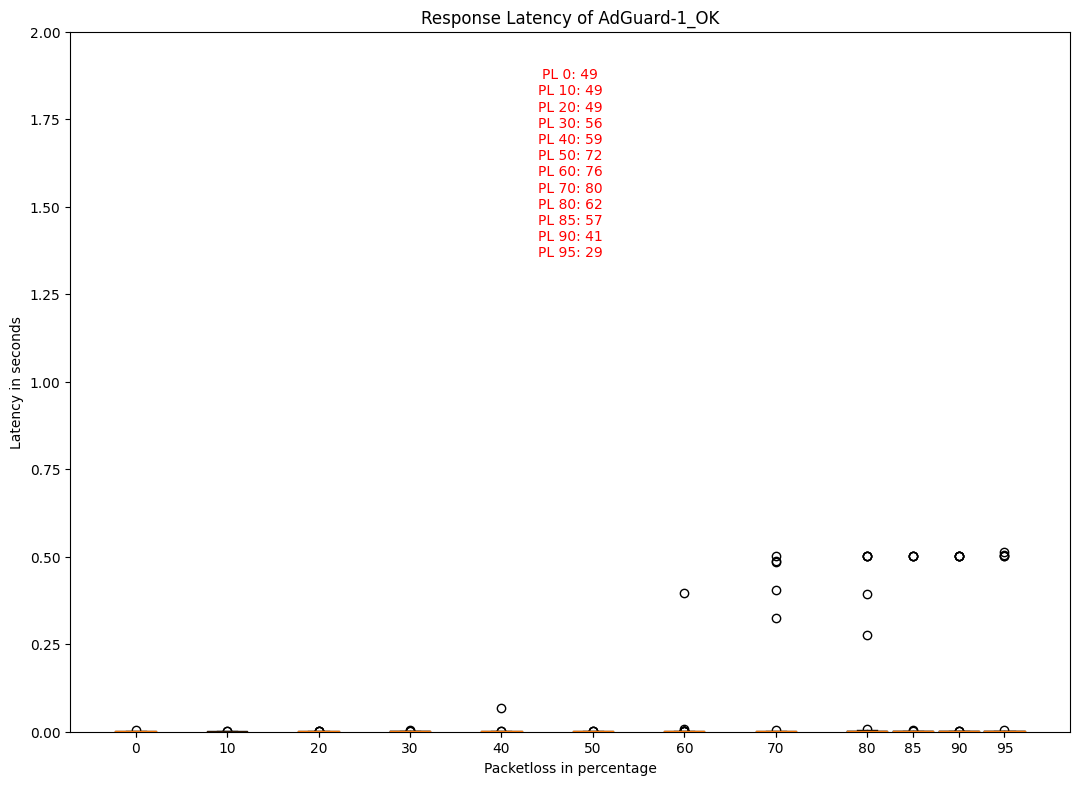 Response Latency of AdGuard-1_OK
2.00
1.75
1.50
1.25
1.00
0.75
0.50
0.25
0.00
Latency in seconds
PL 0: 49
PL 10: 49
PL 20: 49
PL 30: 56
PL 40: 59
PL 50: 72
PL 60: 76
PL 70: 80
PL 80: 62
PL 85: 57
PL 90: 41
PL 95: 29
0 10 20 30 40 50 60 70 80 85 90 95
Packetloss in percentage